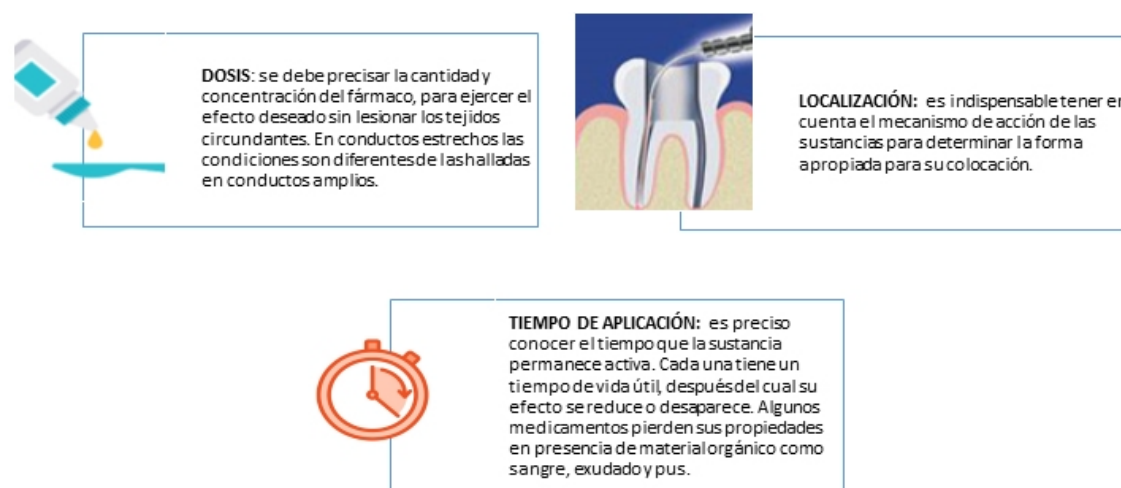 DOSIS: se debe precisar la cantidad y
concentración del fármaco, para ejercer el
efecto deseado sin lesionar los tejidos
circundantes. En conductos estrechos las
condiciones son diferentes de las halladas
en conductos amplios.
LOCALIZACIÓN: es indispensable tener en
cuenta el mecanismo de acción de las
sustancias para determinar la forma
apropiada para su colocación.
TIEMPO DE APLICACIÓN: es preciso
conocer el tiempo que la sustancia
permanece activa. Cada una tiene un
tiempo de vida útil, después del cual su
efecto se reduce o desaparece. Algunos
medicamentos pierden sus propiedades
en presencia de material orgánico como
sangre, exudado y pus.